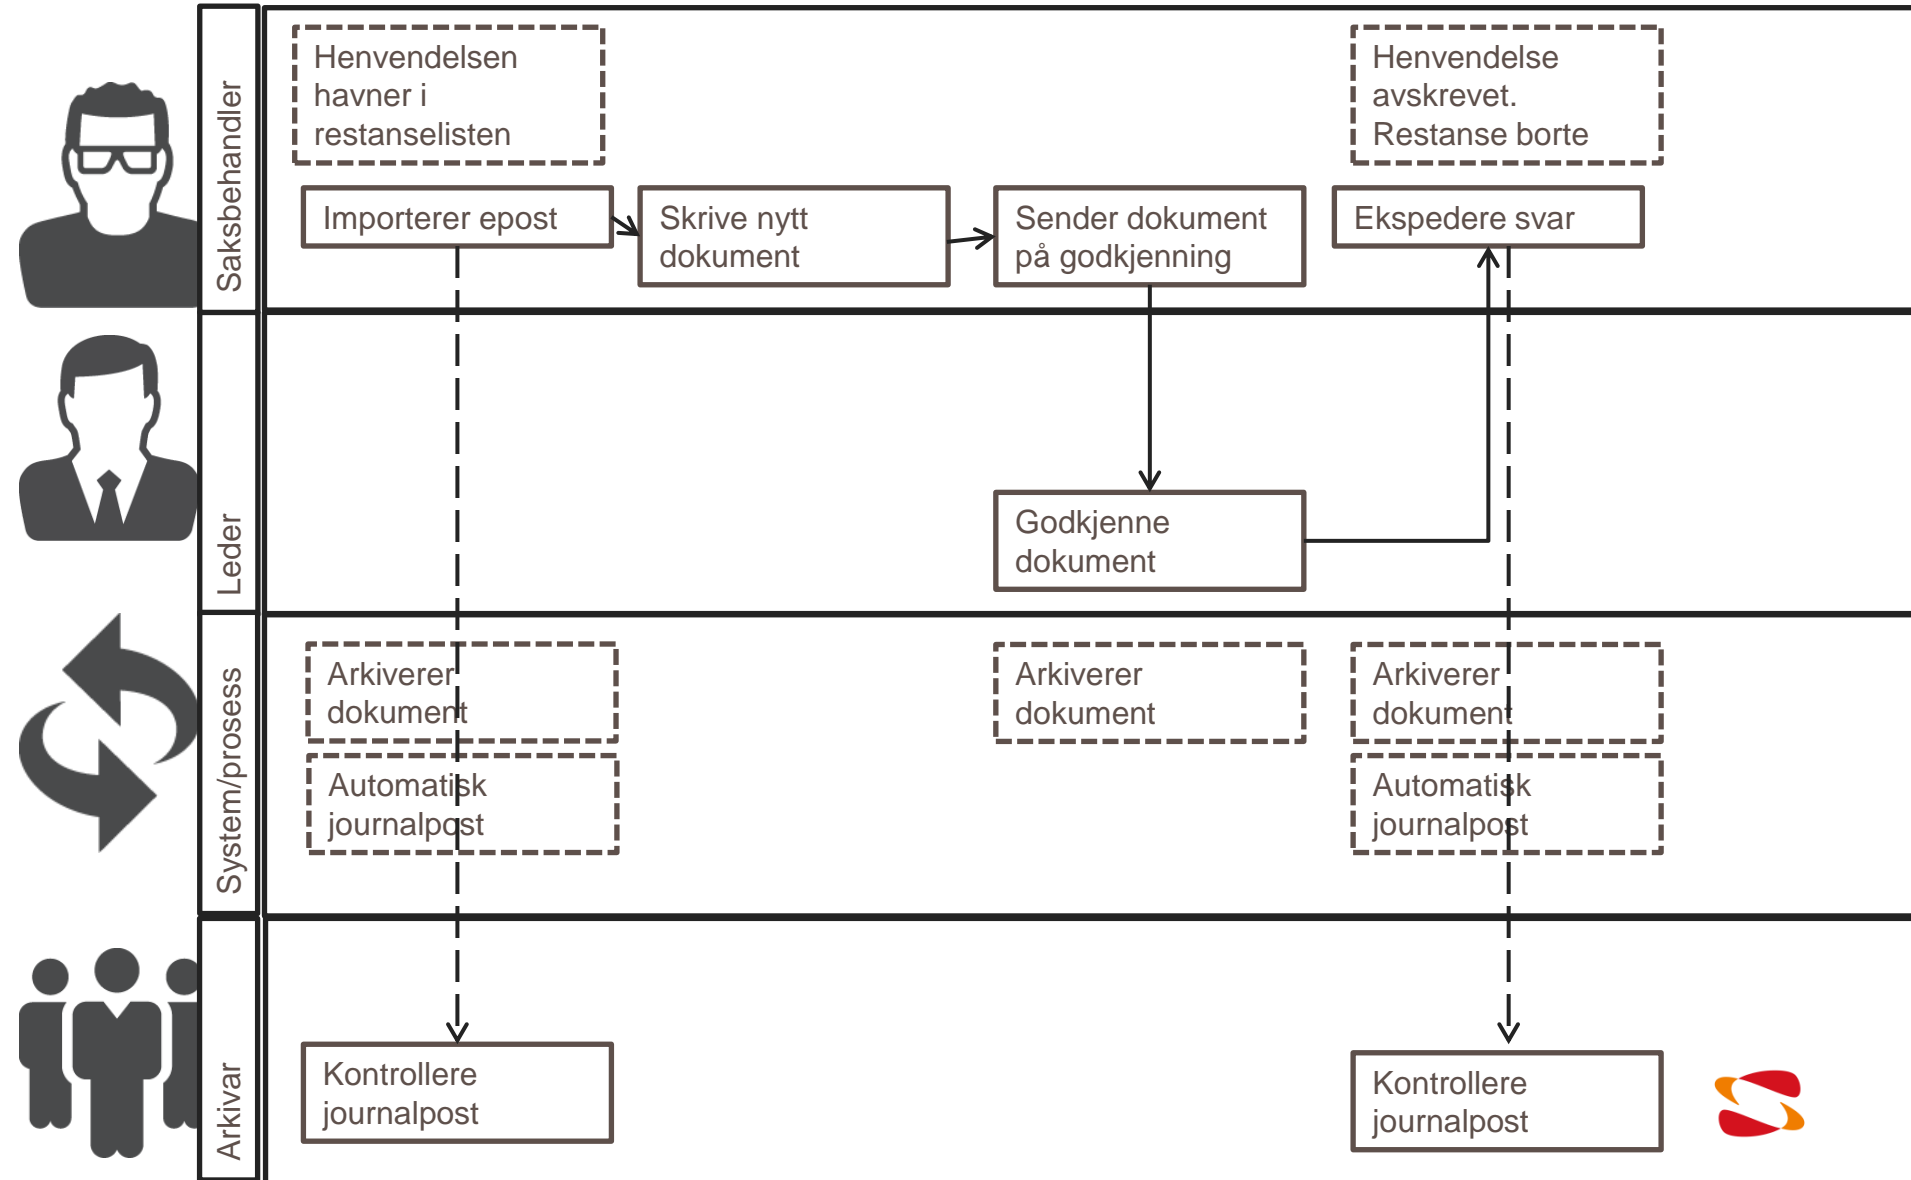 Saksbehandler
Henvendelsen
havner i
restanselisten
Henvendelse
avskrevet.
Restanse borte
Importerer epost
Skrive nytt
dokument
Sender dokument
på godkjenning
Ekspedere svar
Leder
Godkjenne
dokument
System/prosess
Arkiverer
dokument
Arkiverer
dokument
Arkiverer
dokument
Automatisk
journalpost
Automatisk
journalpost
Arkivar
Kontrollere
journalpost
Kontrollere
journalpost